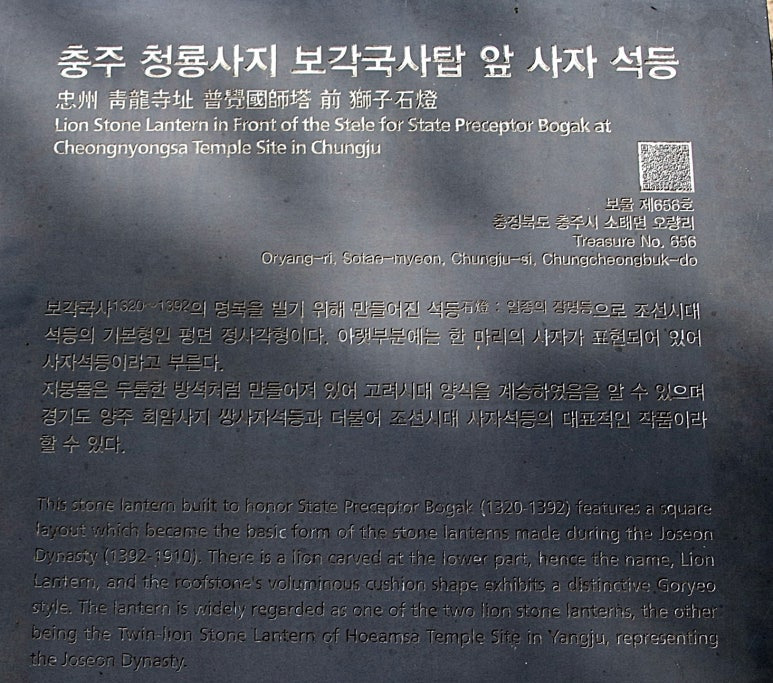 충주 청룡사지 보각국사탑 앞 사자 석등
忠州 靑龍寺址 普覺國師塔 前 獅子石燈
Lion Stone Lantern in Front of the Stele for State Preceptor Bogak at
Cheongnyongsa Temple Site in Chungju
보물 제656호
충청북도 충주시 소태면 오량리
Treasure No. 656
Oryang-ri, Sotae-myeon, Chungju-si, Chungcheongbuk-do
보각국사1320~1392의 명복을 빌기 위해 만들어진 석등石燈 : 일종의 장명등으로 조선시대
석등의 기본형인 평면 정사각형이다. 아랫부분에는 한 마리의 사자가 표현되어 있어
사자석등이라고 부른다.
지붕돌은 두툼한 방석처럼 만들어져 있어 고려시대 양식을 계승하였음을 알 수 있으며
경기도 양주 회암사지 쌍사자석등과 더불어 조선시대 사자석등의 대표적인 작품이라
할 수 있다.
This stone lantern built to honor State Preceptor Bogak (1320-1392) features a square
layout which became the basic form of the stone lanterns made during the Joseon
Dynasty (1392-1910). There is a lion carved at the lower part, hence the name, Lion
Lantern, and the roofstone's voluminous cushion shape exhibits a distinctive Goryeo
style. The lantern is widely regarded as one of the two lion stone lanterns, the other
being the Twin-lion Stone Lantern of Hoeamsa Temple Site in Yangju, representing
the Joseon Dynasty.